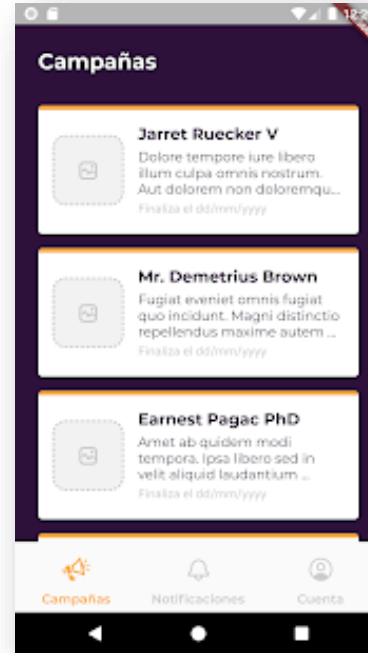 Campañas
Jarret Ruecker V
Dolore tempore iure libero
illum culpa omnis nostrum.
Aut dolorem non doloremqu...
Finaliza el dd/mm/yyyy
Mr. Demetrius Brown
Fugiat eveniet omnis fugiat
quo incidunt. Magni distinctio
repellendus maxime autem ...
Finaliza el dd/mm/yyyy
Earnest Pagac PhD
Amet ab quidem modi
tempora. Ipsa libero sed in
velit aliquid laudantium ...
Finaliza el dd/mm/yyyy
Campañas
Notificaciones
Cuenta